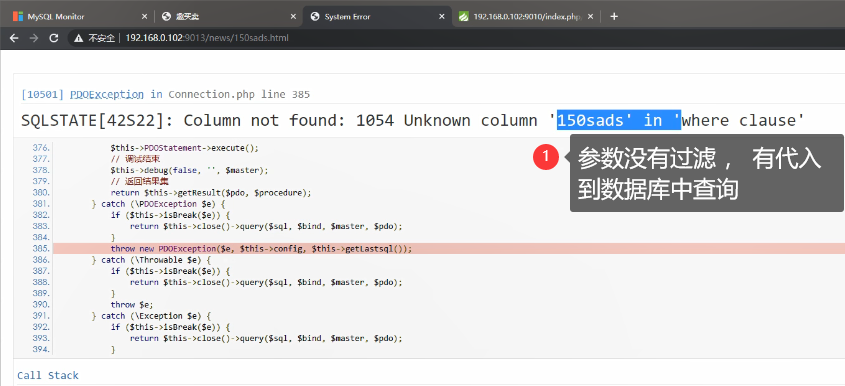 MySQL Monitor
System Error
192.168.0.102:9010/index.php
不安全 | 192.168.0.102:9013/news/150sads.html
[10501] PDOException in Connection.php line 385
SQLSTATE[42S22]: Column not found: 1054 Unknown column '150sads' in 'where clause'
376. $this->PDOStatement->execute();
377. // 调试结束
378. $this->debug(false, '', $master);
379. // 返回结果集
380. return $this->getResult($pdo, $procedure);
381. } catch (\PDOException $e) {
382. if ($this->isBreak($e)) {
383. return $this->close()->query($sql, $bind, $master, $pdo);
384. }
385. throw new PDOException($e, $this->config, $this->getLastsql());
386. } catch (\Throwable $e) {
387. if ($this->isBreak($e)) {
388. return $this->close()->query($sql, $bind, $master, $pdo);
389. }
390. throw $e;
391. } catch (\Exception $e) {
392. if ($this->isBreak($e)) {
393. return $this->close()->query($sql, $bind, $master, $pdo);
394. }
1
参数没有过滤 ， 有代入
到数据库中查询
Call Stack